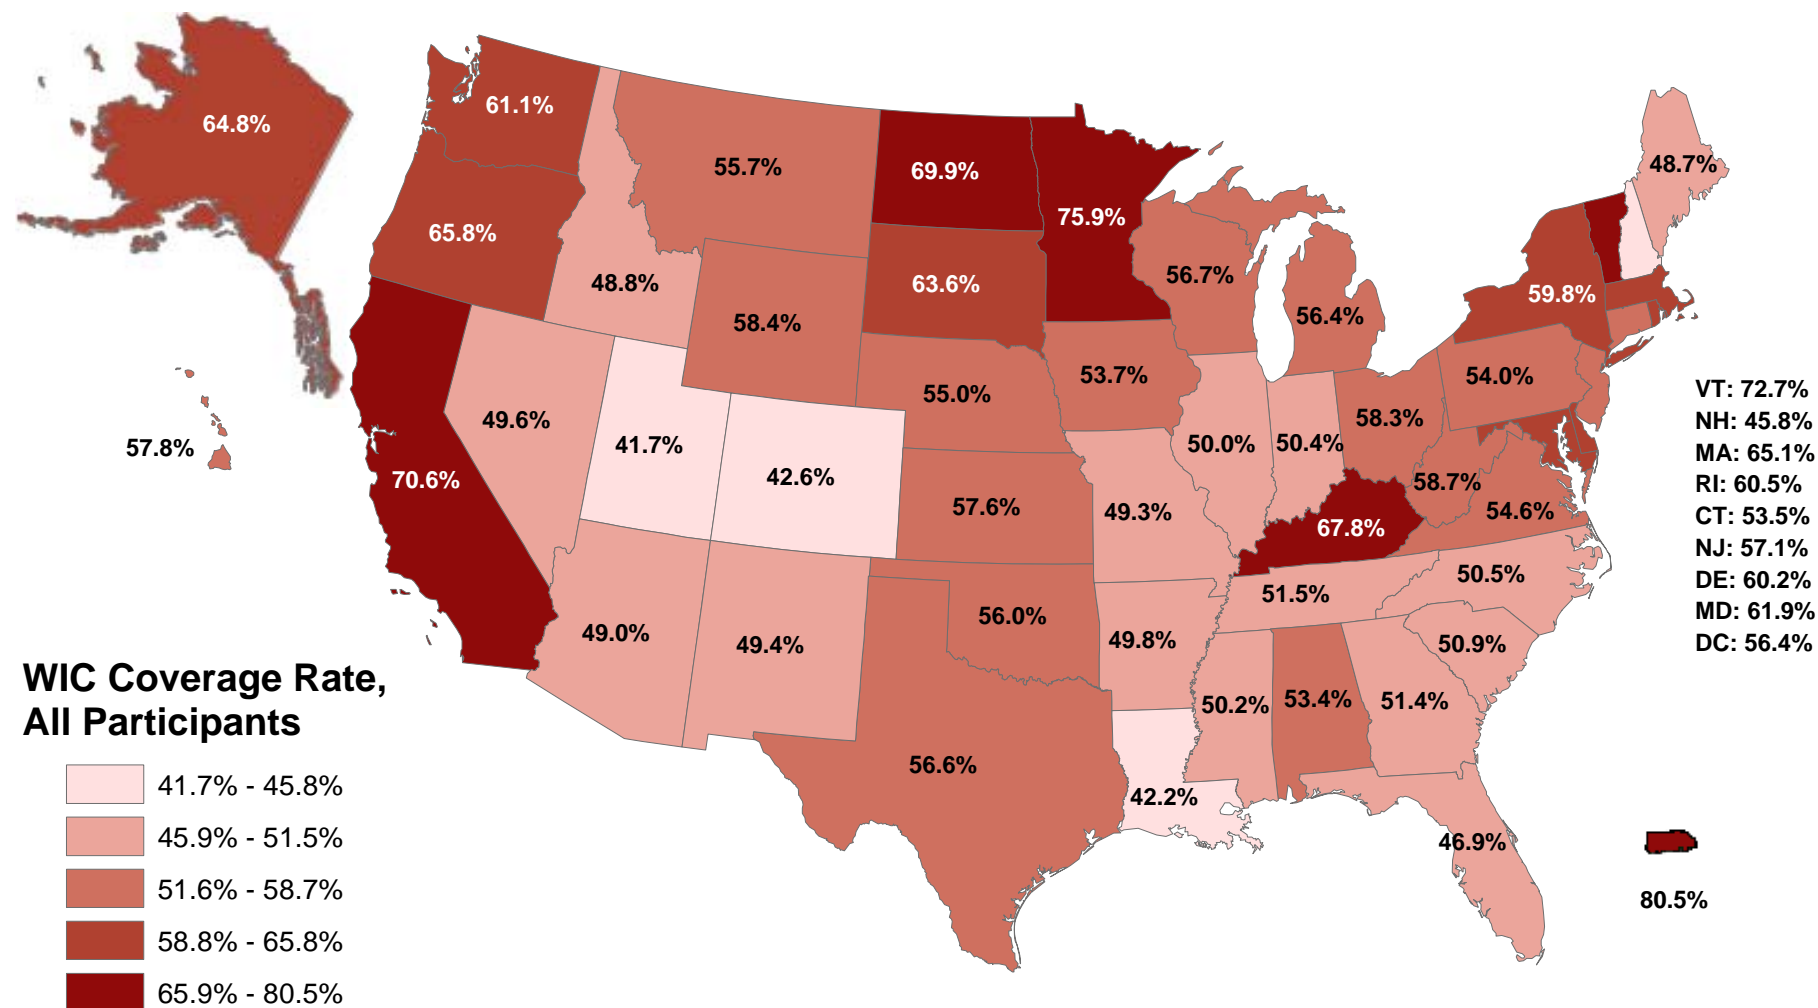 64.8%
61.1%
55.7%
69.9%
75.9%
48.7%
65.8%
48.8%
63.6%
56.7%
59.8%
58.4%
56.4%
53.7%
54.0%
55.0%
58.3%
57.8%
49.6%
41.7%
42.6%
50.0%
50.4%
70.6%
57.6%
49.3%
58.7%
54.6%
67.8%
50.5%
51.5%
49.0%
49.4%
56.0%
49.8%
50.9%
50.2%
53.4%
51.4%
56.6%
42.2%
46.9%
80.5%
VT: 72.7%
NH: 45.8%
MA: 65.1%
RI: 60.5%
CT: 53.5%
NJ: 57.1%
DE: 60.2%
MD: 61.9%
DC: 56.4%
WIC Coverage Rate,
All Participants
41.7% - 45.8%
45.9% - 51.5%
51.6% - 58.7%
58.8% - 65.8%
65.9% - 80.5%